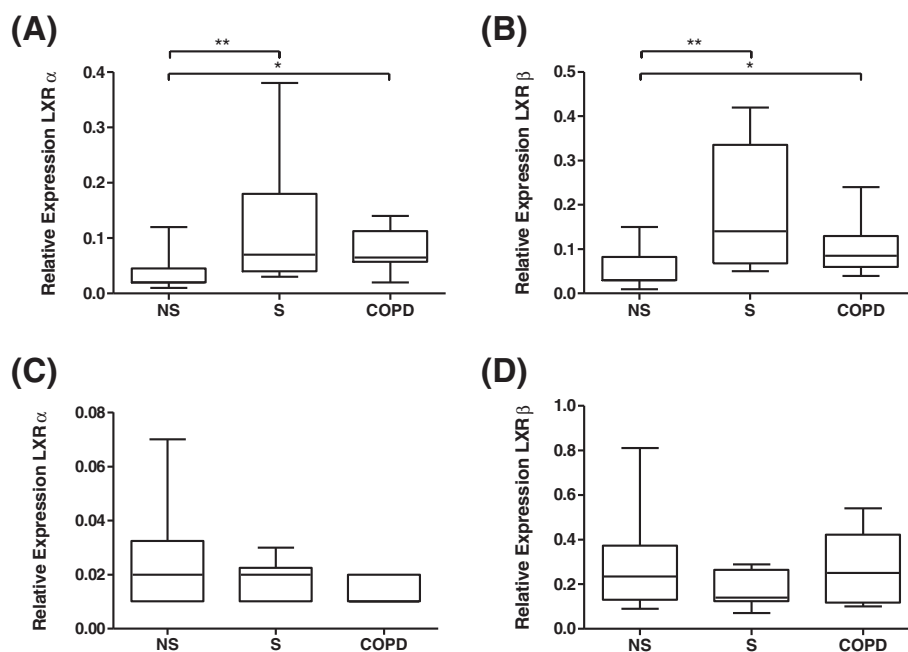 (A)
**
*
Relative Expression LXR α
0.4
0.3
0.2
0.1
0.0
NS S COPD
(B)
**
*
Relative Expression LXR β
0.5
0.4
0.3
0.2
0.1
0.0
NS S COPD
(C)
Relative Expression LXR α
0.08
0.06
0.04
0.02
0.00
NS S COPD
(D)
Relative Expression LXR β
1.0
0.8
0.6
0.4
0.2
0.0
NS S COPD